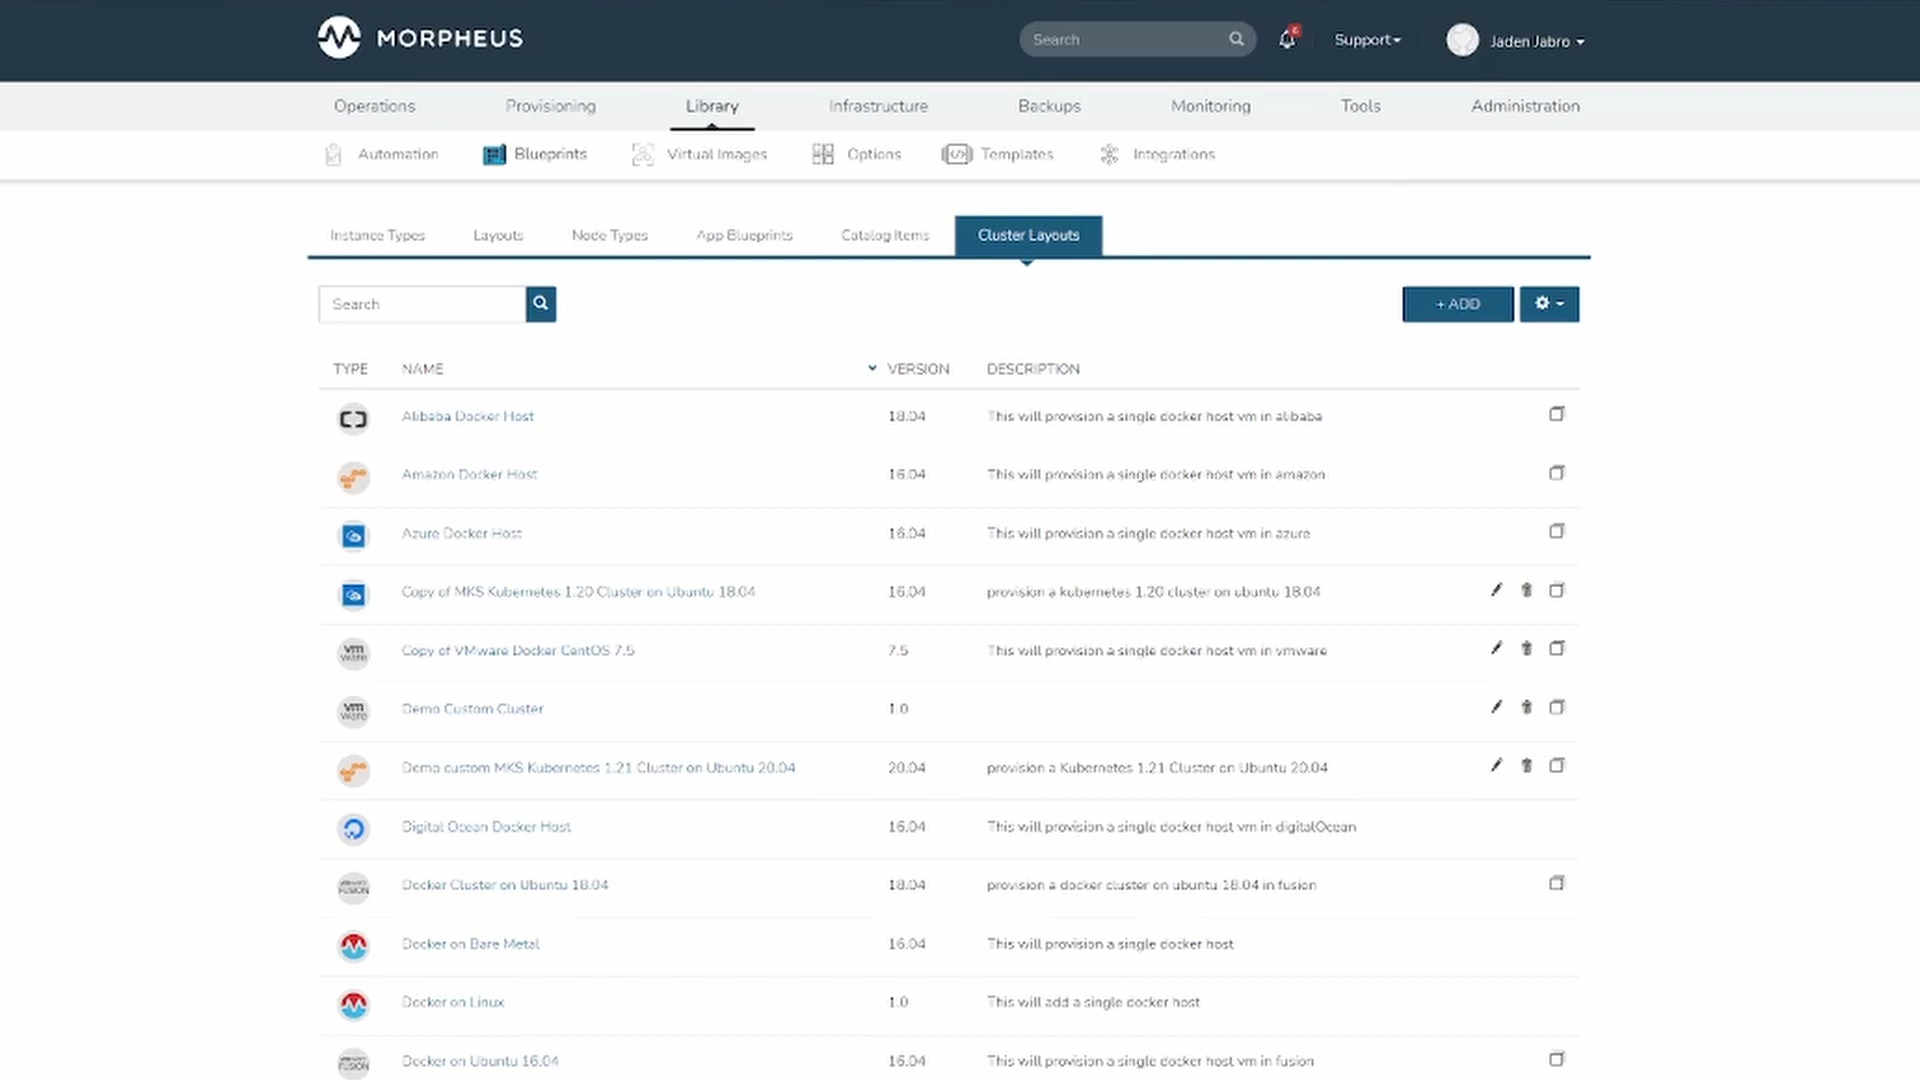 MORPHEUS
Search
6
Support
Jaden Jabro
Operations Provisioning Library Infrastructure Backups Monitoring Tools Administration
Automation Blueprints Virtual Images Options Templates Integrations
Instance Types Layouts Node Types App Blueprints Catalog Items Cluster Layouts
Search
+ ADD
TYPE NAME VERSION DESCRIPTION
Alibaba Docker Host 18.04 This will provision a single docker host vm in alibaba
Amazon Docker Host 16.04 This will provision a single docker host vm in amazon
Azure Docker Host 16.04 This will provision a single docker host vm in azure
Copy of MKS Kubernetes 1.20 Cluster on Ubuntu 18.04 16.04 provision a kubernetes 1.20 cluster on ubuntu 18.04
vm ware Copy of VMware Docker CentOS 7.5 7.5 This will provision a single docker host vm in vmware
vm ware Demo Custom Cluster 1.0
Demo custom MKS Kubernetes 1.21 Cluster on Ubuntu 20.04 20.04 provision a Kubernetes 1.21 Cluster on Ubuntu 20.04
Digital Ocean Docker Host 16.04 This will provision a single docker host vm in digitalOcean
FUSION Docker Cluster on Ubuntu 18.04 18.04 provision a docker cluster on ubuntu 18.04 in fusion
Docker on Bare Metal 16.04 This will provision a single docker host
Docker on Linux 1.0 This will add a single docker host
FUSION Docker on Ubuntu 16.04 16.04 This will provision a single docker host vm in fusion